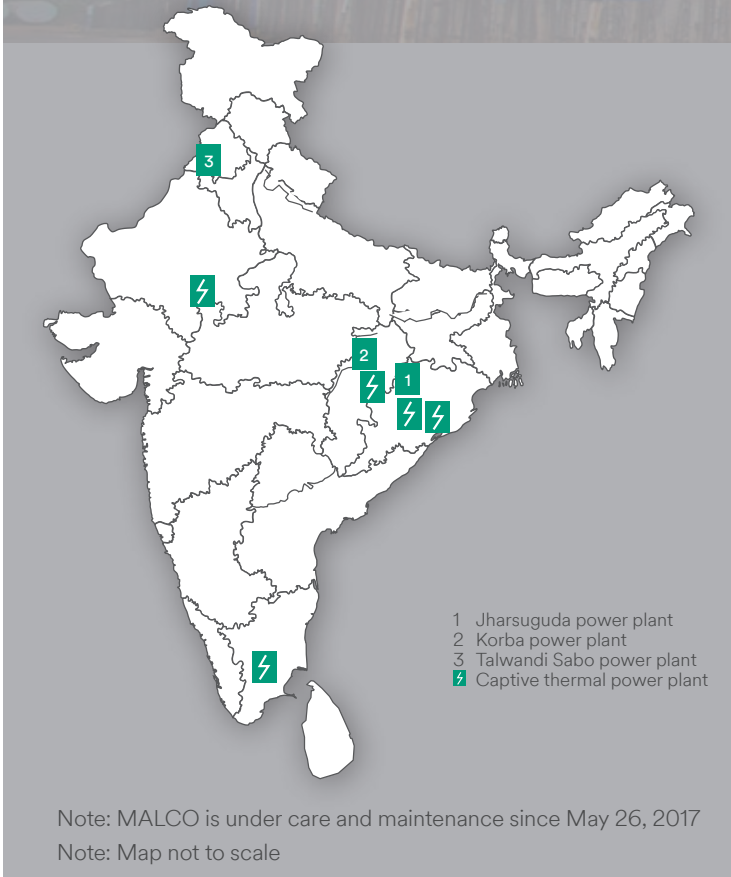 3
2
1
1 Jharsuguda power plant
2 Korba power plant
3 Talwandi Sabo power plant
Captive thermal power plant
Note: MALCO is under care and maintenance since May 26, 2017
Note: Map not to scale